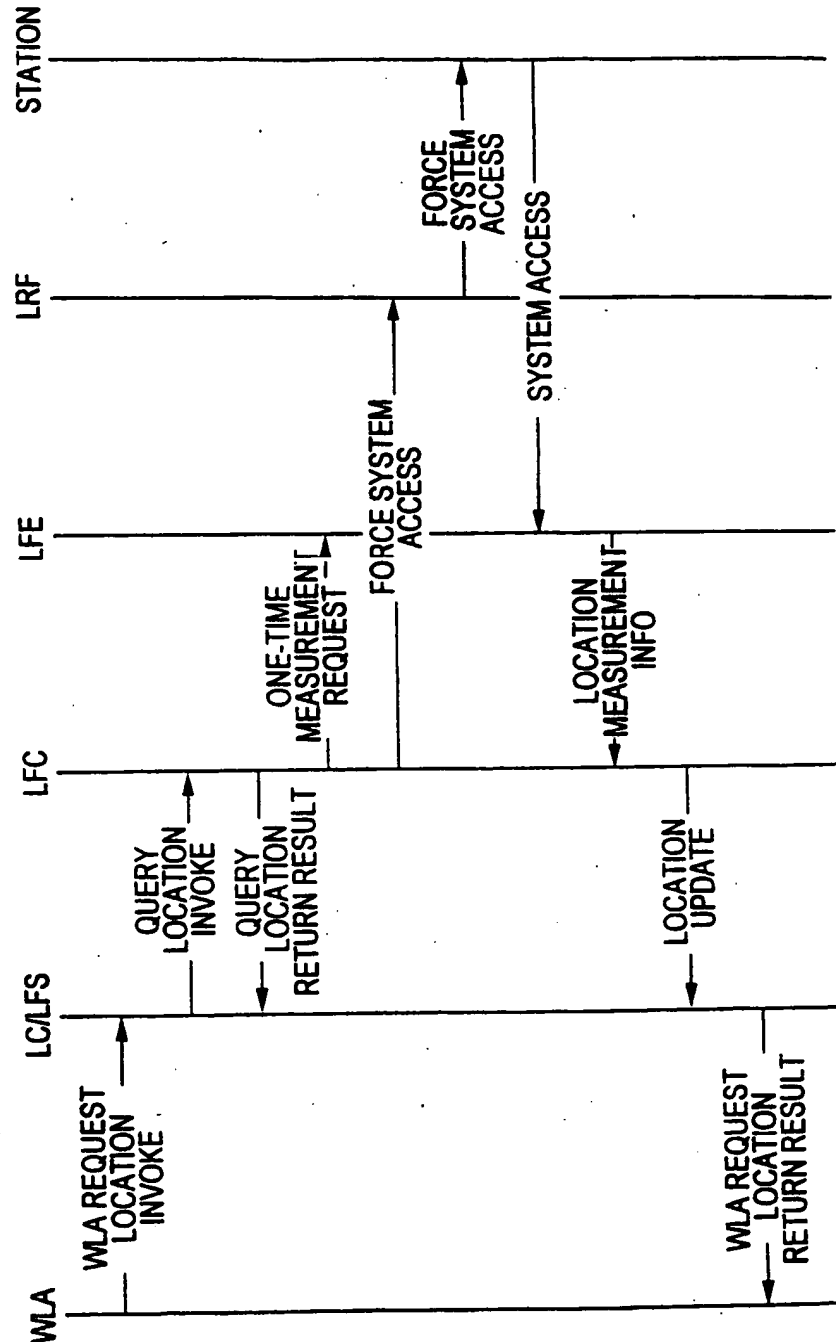 WLA
LC/LFS
LFC
LFE
LRF
STATION
WLA REQUEST
LOCATION
INVOKE
QUERY
LOCATION
INVOKE
QUERY
LOCATION
RETURN RESULT
ONE-TIME
MEASUREMENT
REQUEST
FORCE SYSTEM
ACCESS
FORCE
SYSTEM
ACCESS
SYSTEM ACCESS
LOCATION
MEASUREMENT
INFO
LOCATION
UPDATE
WLA REQUEST
LOCATION
RETURN RESULT